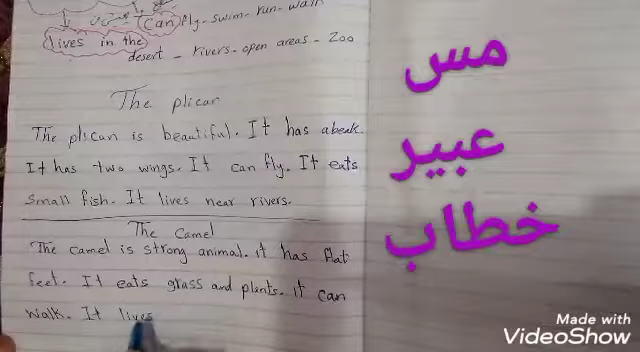 Can fly - swim - run - walk
lives in the
desert - rivers - open areas - Zoo
The plican
The plican is beautiful. It has a beak.
It has two wings. It can fly. It eats
small fish. It lives near rivers.
The Camel
The camel is strong animal. it has flat
feet. It eats grass and plants. it can
walk. It lives
مس
عبير
خطاب
Made with
VideoShow